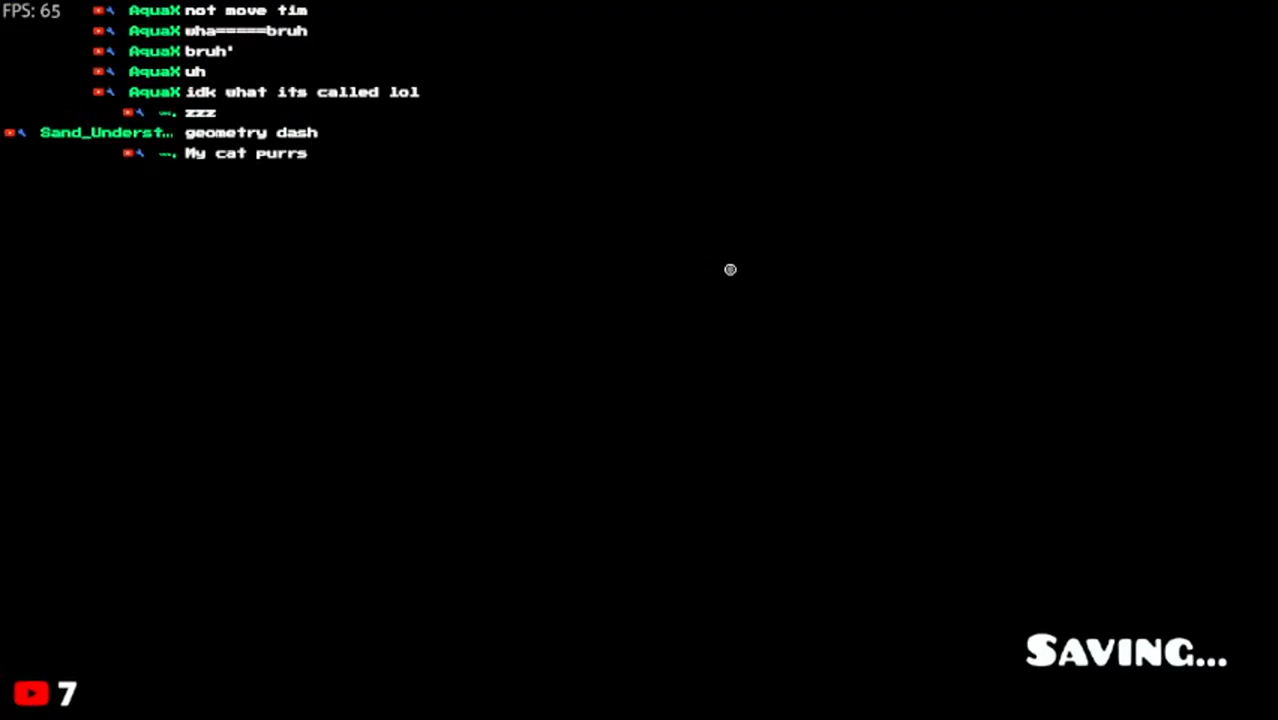 FPS: 65
AquaX not move tim
AquaX wha=====bruh
AquaX bruh'
AquaX uh
AquaX idk what its called lol
zzz
Sand_Underst... geometry dash
My cat purrs
SAVING...
7